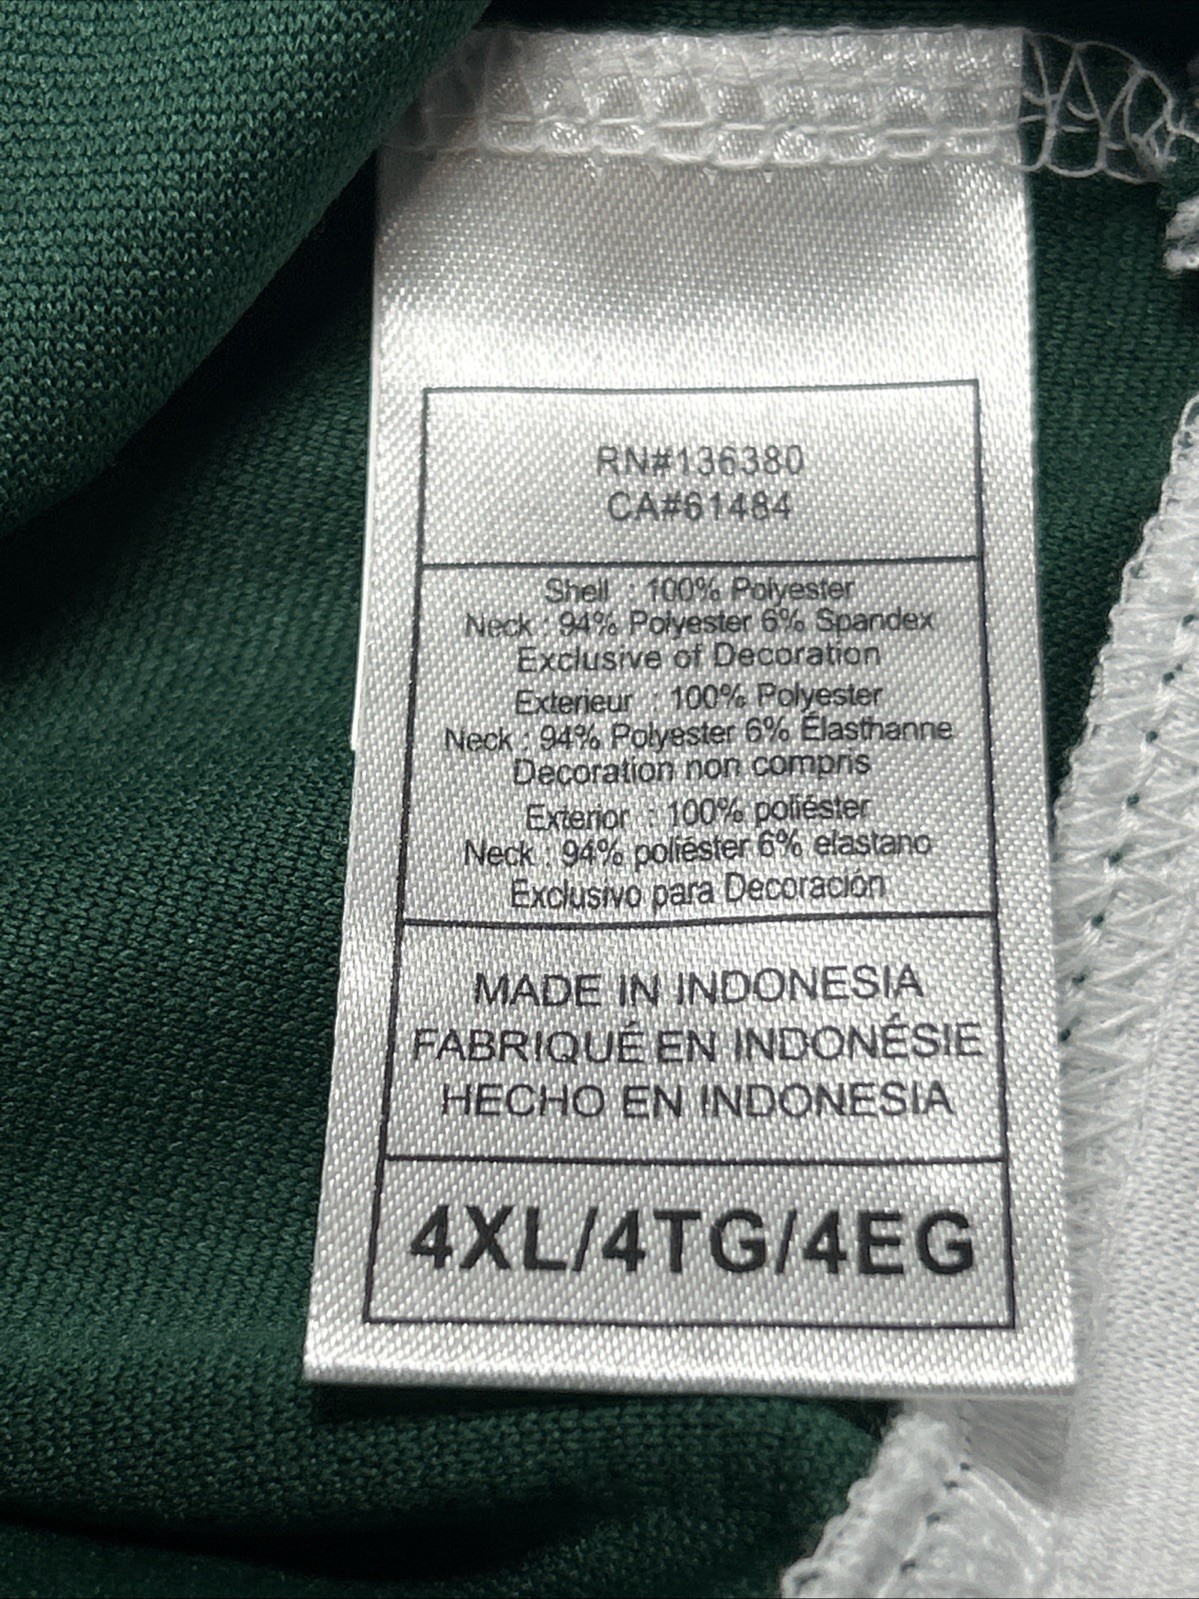 RN#136380
CA#61484
Shell : 100% Polyester
Neck : 94% Polyester 6% Spandex
Exclusive of Decoration
Exterieur : 100% Polyester
Neck : 94% Polyester 6% Élasthanne
Decoration non compris
Exterior : 100% poliéster
Neck : 94% poliéster 6% elastano
Exclusivo para Decoración
MADE IN INDONESIA
FABRIQUÉ EN INDONÉSIE
HECHO EN INDONESIA
4XL/4TG/4EG